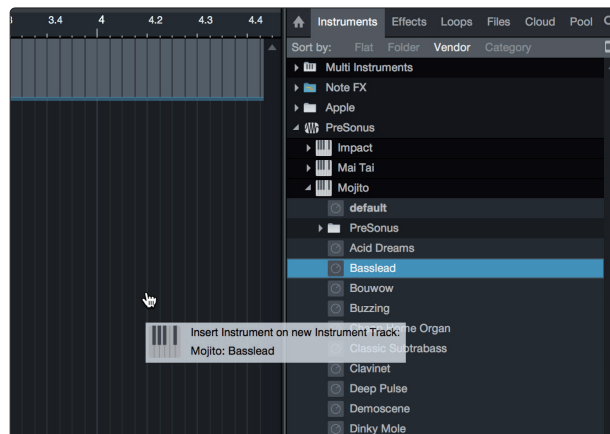 3.4 4 4.2 4.3 4.4
Instruments Effects Loops Files Cloud Pool
Sort by: Flat Folder Vendor Category
Multi Instruments
Note FX
Apple
PreSonus
Impact
Mai Tai
Mojito
default
PreSonus
Acid Dreams
Basslead
Bouwow
Buzzing
Insert Instrument on new Instrument Track:
Mojito: Basslead
Home Organ
Classic Subtrabass
Clavinet
Deep Pulse
Demoscene
Dinky Mole